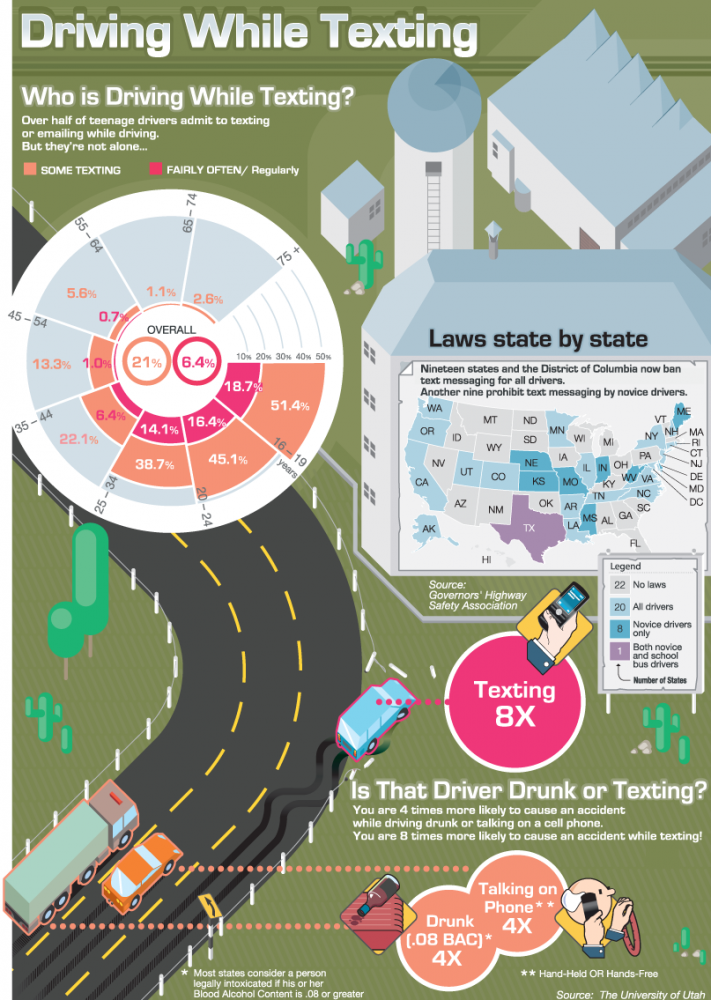 Driving While Texting
Who is Driving While Texting?
Over half of teenage drivers admit to texting
or emailing while driving.
But they're not alone...
SOME TEXTING
FAIRLY OFTEN/ Regularly
55 – 64
65 – 74
75 +
5.6%
1.1%
2.6%
0.7%
45 – 54
OVERALL
21%
6.4%
10% 20% 30% 40% 50%
13.3%
1.0%
18.7%
51.4%
6.4%
14.1%
16.4%
35 – 44
22.1%
38.7%
45.1%
16 – 19
years
25 – 34
20 – 24
Laws state by state
Nineteen states and the District of Columbia now ban
text messaging for all drivers.
Another nine prohibit text messaging by novice drivers.
WA
MT
ND
MN
VT
ME
OR
ID
SD
WI
MI
NY
NH
MA
RI
WY
IA
PA
CT
NV
UT
NE
IL
IN
OH
NJ
CA
CO
KS
MO
KY
WV
VA
DE
MD
AZ
NM
OK
AR
TN
NC
SC
DC
AK
TX
LA
MS
AL
GA
HI
FL
Source:
Governors' Highway
Safety Association
Legend
22 No laws
20 All drivers
8 Novice drivers
only
1 Both novice
and school
bus drivers
Number of States
Texting
8X
Is That Driver Drunk or Texting?
You are 4 times more likely to cause an accident
while driving drunk or talking on a cell phone.
You are 8 times more likely to cause an accident while texting!
Talking on
Phone**
4X
Drunk
(.08 BAC)*
4X
* Most states consider a person
legally intoxicated if his or her
Blood Alcohol Content is .08 or greater
** Hand-Held OR Hands-Free
Source: The University of Utah